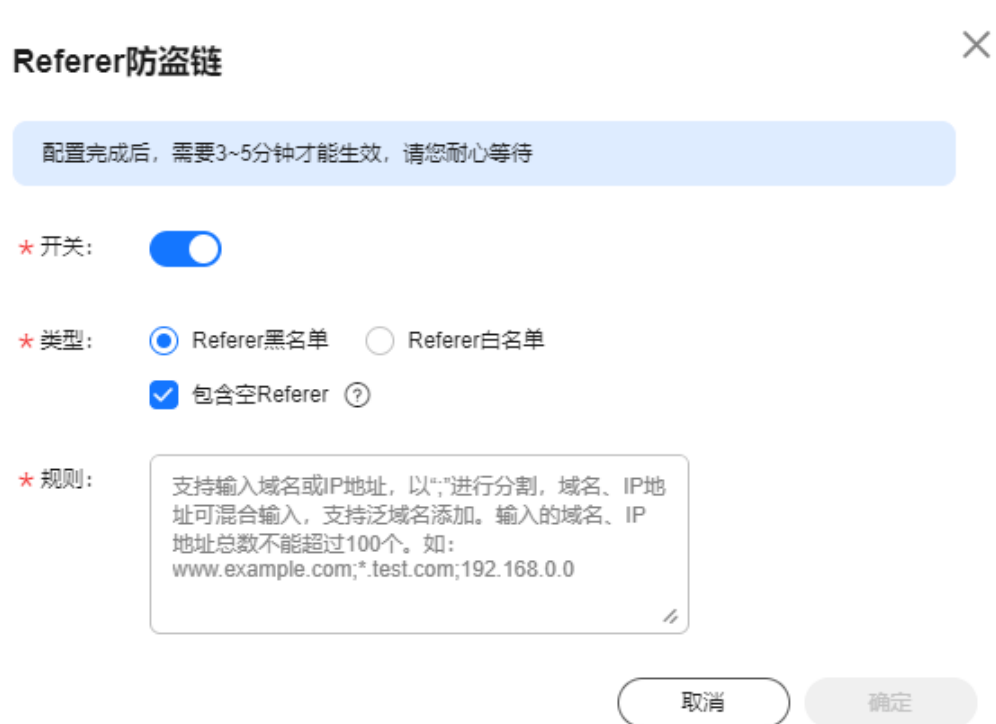 Referer防盗链
配置完成后，需要3~5分钟才能生效，请您耐心等待
* 开关：
* 类型： Referer黑名单 Referer白名单
包含空Referer ?
* 规则： 支持输入域名或IP地址，以“;”进行分割，域名、IP地
址可混合输入，支持泛域名添加。输入的域名、IP
地址总数不能超过100个。如：
www.example.com;*.test.com;192.168.0.0
取消 确定